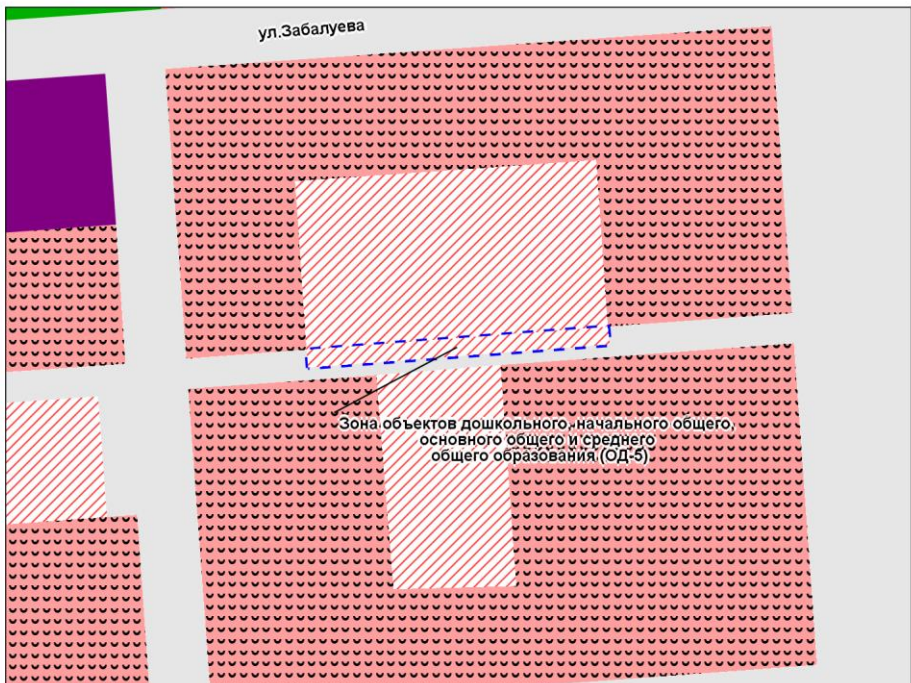 ул.Забалуева
Зона объектов дошкольного, начального общего,
основного общего и среднего
общего образования (ОД-5)